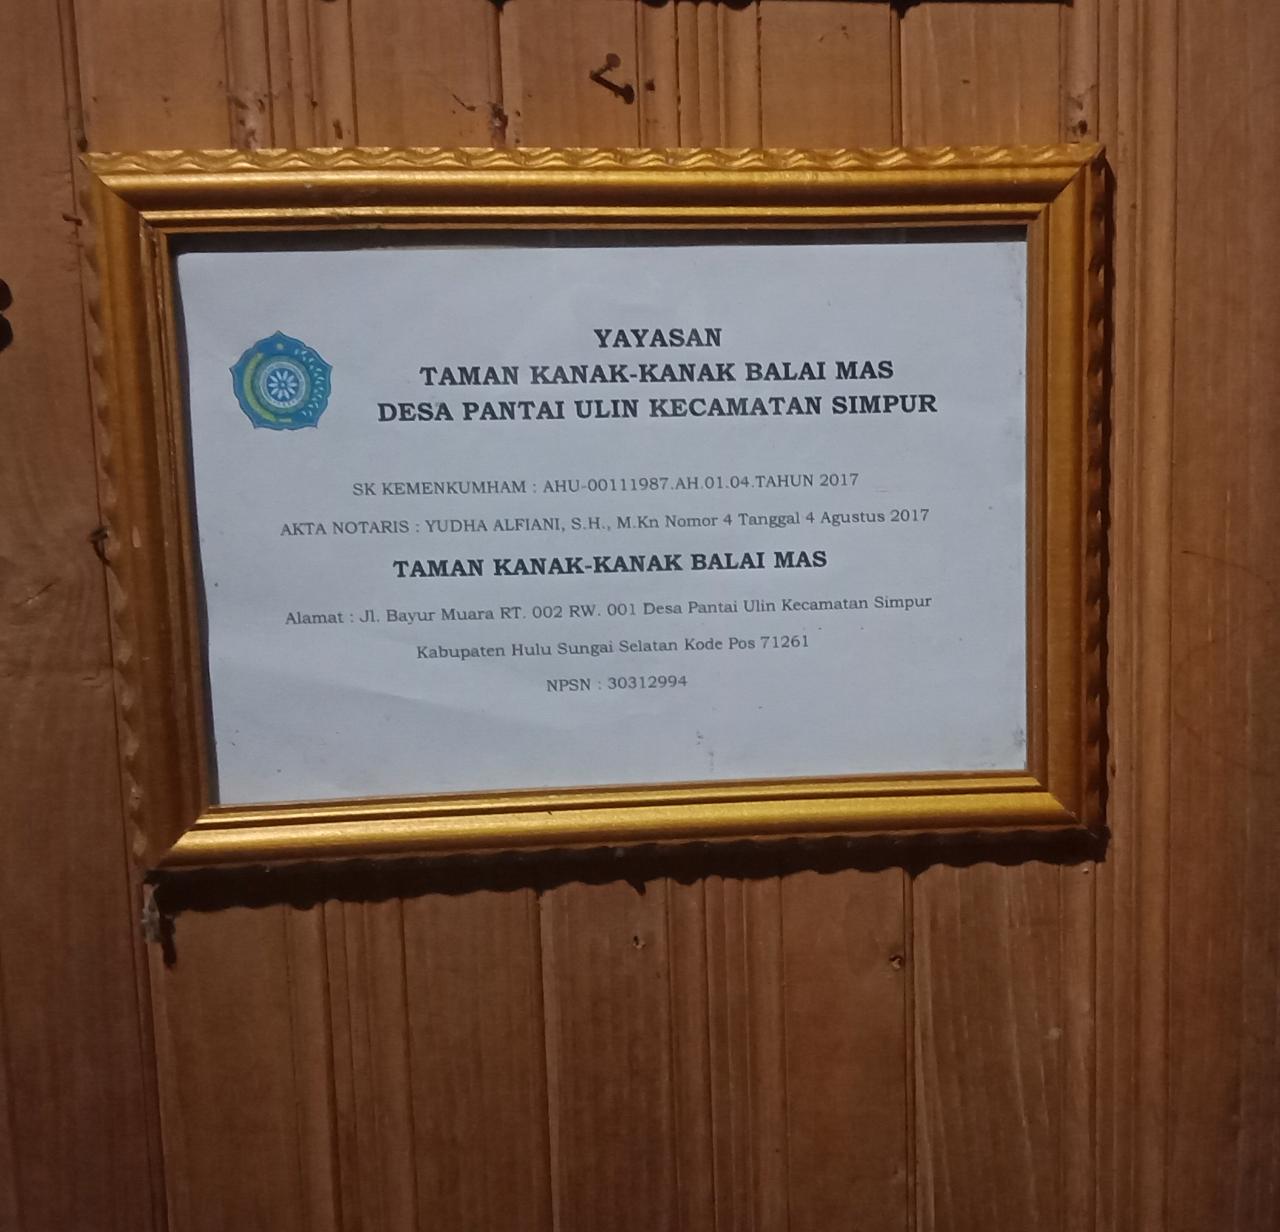 YAYASAN
TAMAN KANAK-KANAK BALAI MAS
DESA PANTAI ULIN KECAMATAN SIMPUR
SK KEMENKUMHAM : AHU-00111987.AH.01.04.TAHUN 2017
AKTA NOTARIS : YUDHA ALFIANI, S.H., M.Kn Nomor 4 Tanggal 4 Agustus 2017
TAMAN KANAK-KANAK BALAI MAS
Alamat : Jl. Bayur Muara RT. 002 RW. 001 Desa Pantai Ulin Kecamatan Simpur
Kabupaten Hulu Sungai Selatan Kode Pos 71261
NPSN : 30312994